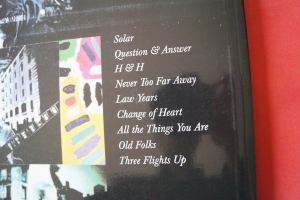 Solar
Question & Answer
H & H
Never Too Far Away
Law Years
Change of Heart
All the Things You Are
Old Folks
Three Flights Up